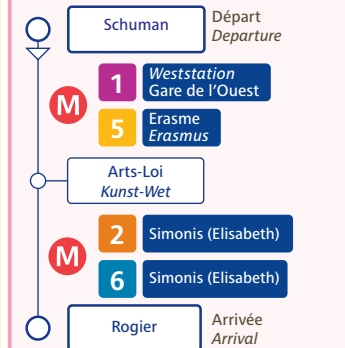 Schuman
Départ
Departure
M
1
Weststation
Gare de l'Ouest
5
Erasme
Erasmus
Arts-Loi
Kunst-Wet
M
2
Simonis (Elisabeth)
6
Simonis (Elisabeth)
Rogier
Arrivée
Arrival